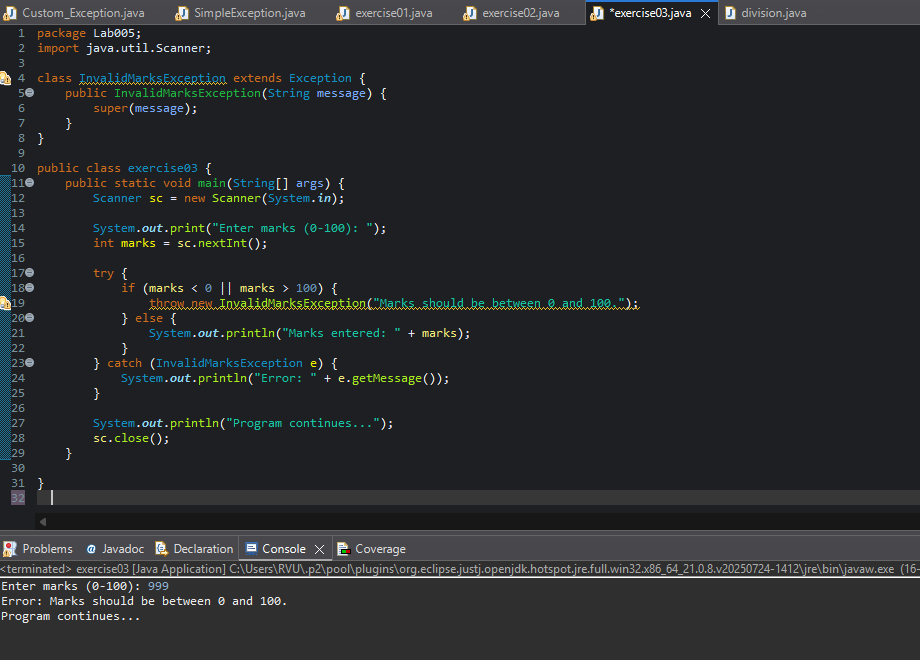 Custom_Exception.java SimpleException.java exercise01.java exercise02.java *exercise03.java division.java
1 package Lab005;
2 import java.util.Scanner;
3
4 class InvalidMarksException extends Exception {
5 public InvalidMarksException(String message) {
6 super(message);
7 }
8 }
9
10 public class exercise03 {
11 public static void main(String[] args) {
12 Scanner sc = new Scanner(System.in);
13
14 System.out.print("Enter marks (0-100): ");
15 int marks = sc.nextInt();
16
17 try {
18 if (marks < 0 || marks > 100) {
19 throw new InvalidMarksException("Marks should be between 0 and 100.");
20 } else {
21 System.out.println("Marks entered: " + marks);
22 }
23 } catch (InvalidMarksException e) {
24 System.out.println("Error: " + e.getMessage());
25 }
26
27 System.out.println("Program continues...");
28 sc.close();
29 }
30
31 }
32
Problems Javadoc Declaration Console Coverage
<terminated> exercise03 [Java Application] C:\Users\RVU\.p2\pool\plugins\org.eclipse.justj.openjdk.hotspot.jre.full.win32.x86_64_21.0.8.v20250724-1412\jre\bin\javaw.exe (16-
Enter marks (0-100): 999
Error: Marks should be between 0 and 100.
Program continues...